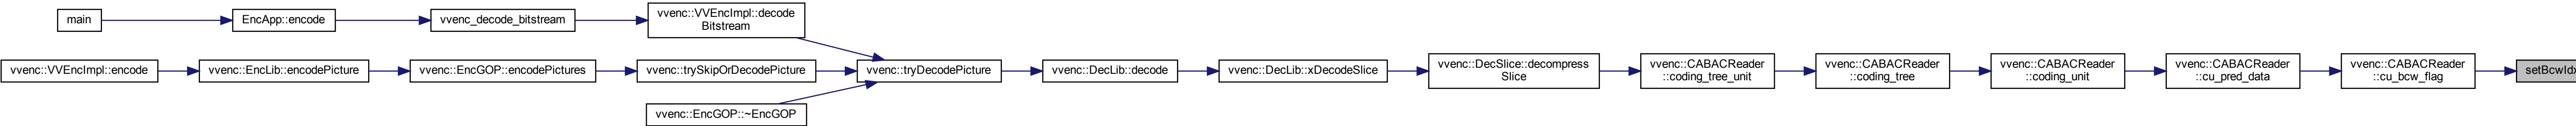 main
EncApp::encode
vvenc_decode_bitstream
vvenc::VVEncImpl::decode
Bitstream
vvenc::VVEncImpl::encode
vvenc::EncLib::encodePicture
vvenc::EncGOP::encodePictures
vvenc::trySkipOrDecodePicture
vvenc::tryDecodePicture
vvenc::DecLib::decode
vvenc::DecLib::xDecodeSlice
vvenc::DecSlice::decompress
Slice
vvenc::CABACReader
::coding_tree_unit
vvenc::CABACReader
::coding_tree
vvenc::CABACReader
::coding_unit
vvenc::CABACReader
::cu_pred_data
vvenc::CABACReader
::cu_bcw_flag
setBcwIdx
vvenc::EncGOP::~EncGOP